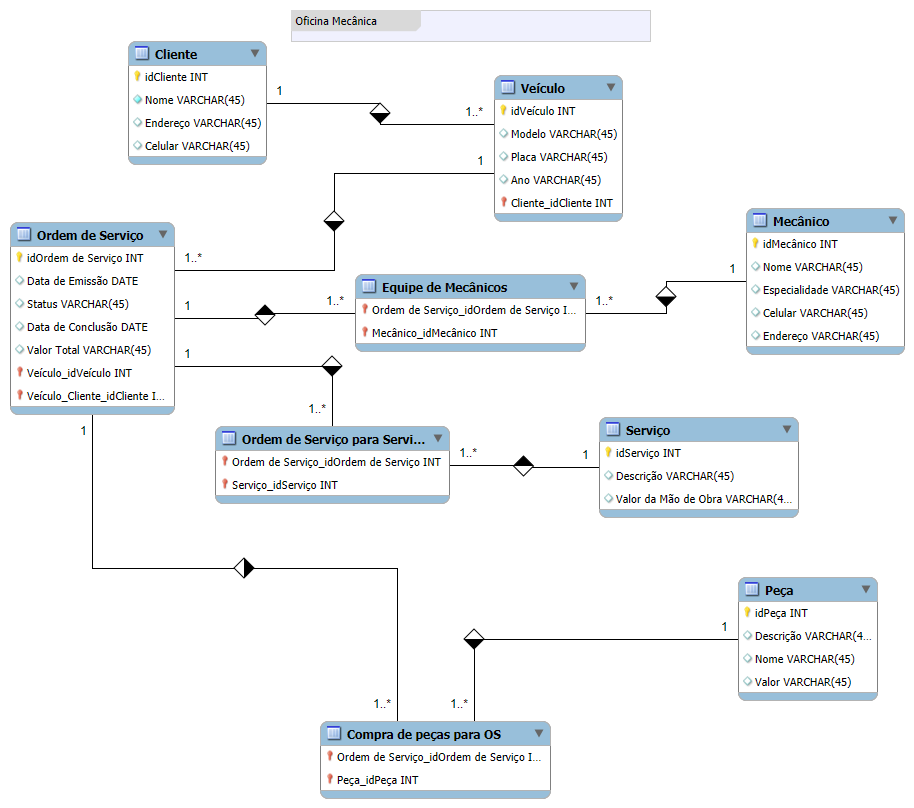 Oficina Mecânica
Cliente
idCliente INT
Nome VARCHAR(45)
Endereço VARCHAR(45)
Celular VARCHAR(45)
1
1..*
Veículo
idVeículo INT
Modelo VARCHAR(45)
Placa VARCHAR(45)
Ano VARCHAR(45)
Cliente_idCliente INT
1
1..*
Ordem de Serviço
idOrdem de Serviço INT
Data de Emissão DATE
Status VARCHAR(45)
Data de Conclusão DATE
Valor Total VARCHAR(45)
Veículo_idVeículo INT
Veículo_Cliente_idCliente I...
1
1..*
Equipe de Mecânicos
Ordem de Serviço_idOrdem de Serviço I...
Mecânico_idMecânico INT
1..*
1
Mecânico
idMecânico INT
Nome VARCHAR(45)
Especialidade VARCHAR(45)
Celular VARCHAR(45)
Endereço VARCHAR(45)
1
1..*
Ordem de Serviço para Servi...
Ordem de Serviço_idOrdem de Serviço INT
Serviço_idServiço INT
1..*
1
Serviço
idServiço INT
Descrição VARCHAR(45)
Valor da Mão de Obra VARCHAR(4...
1
1..*
Peça
idPeça INT
Descrição VARCHAR(4...
Nome VARCHAR(45)
Valor VARCHAR(45)
1
1..*
Compra de peças para OS
Ordem de Serviço_idOrdem de Serviço I...
Peça_idPeça INT